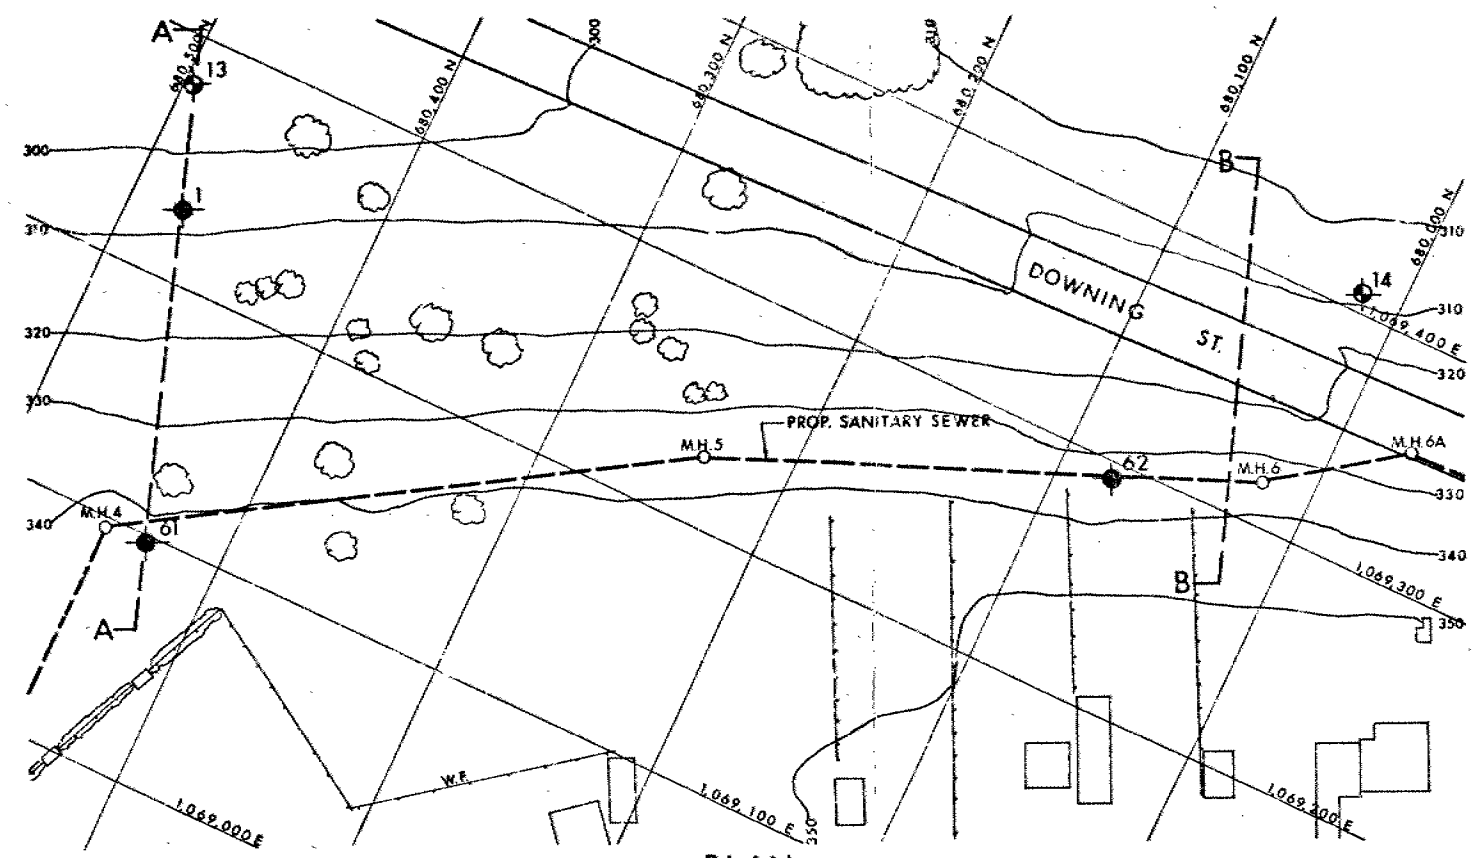 A
680,500 N
13
300
310
680,400 N
680,300 N
680,200 N
680,100 N
680,000 N
300
1
B
310
310
14
310
1,069,400 E
DOWNING ST.
320
320
330
PROP. SANITARY SEWER
M.H.5
M.H.6A
62
M.H.6
330
M.H.4
340
61
340
1,069,300 E
B
A
350
W.F.
1,069,000 E
1,069,100 E
350
1,069,200 E